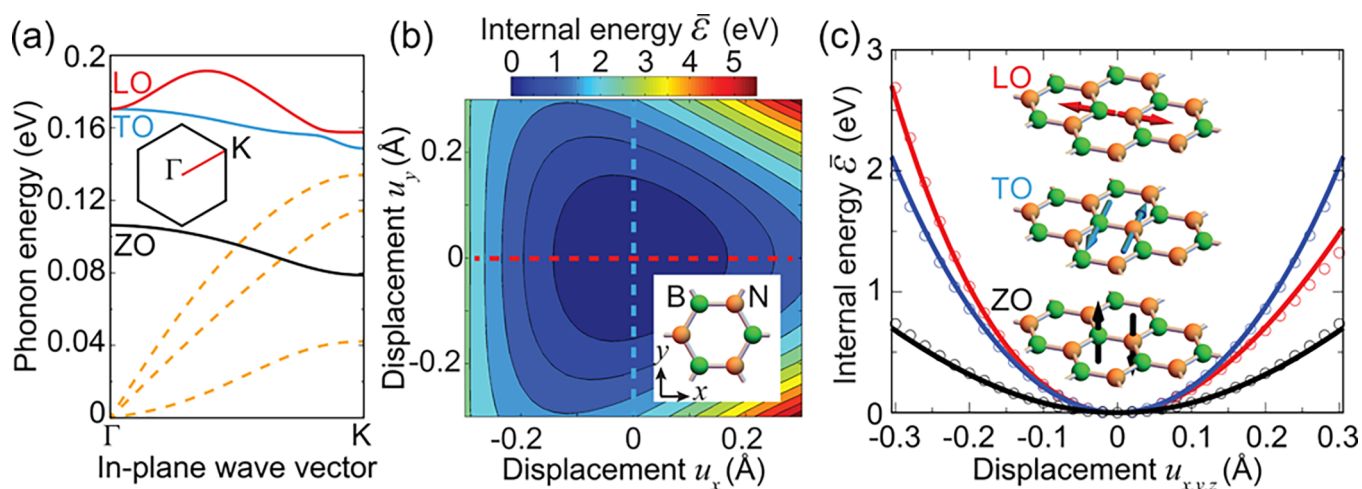 (a)
0.2
0.16
0.12
0.08
0.04
0
Phonon energy (eV)
LO
TO
ZO
Γ
K
Γ
K
In-plane wave vector
(b)
Internal energy ε̄ (eV)
0 1 2 3 4 5
Displacement u_y (Å)
0.2
0
-0.2
B
N
y
x
-0.2 0 0.2
Displacement u_x (Å)
(c)
Internal energy ε̄ (eV)
3
2
1
0
LO
TO
ZO
-0.3 -0.2 -0.1 0 0.1 0.2 0.3
Displacement u_x,y,z (Å)